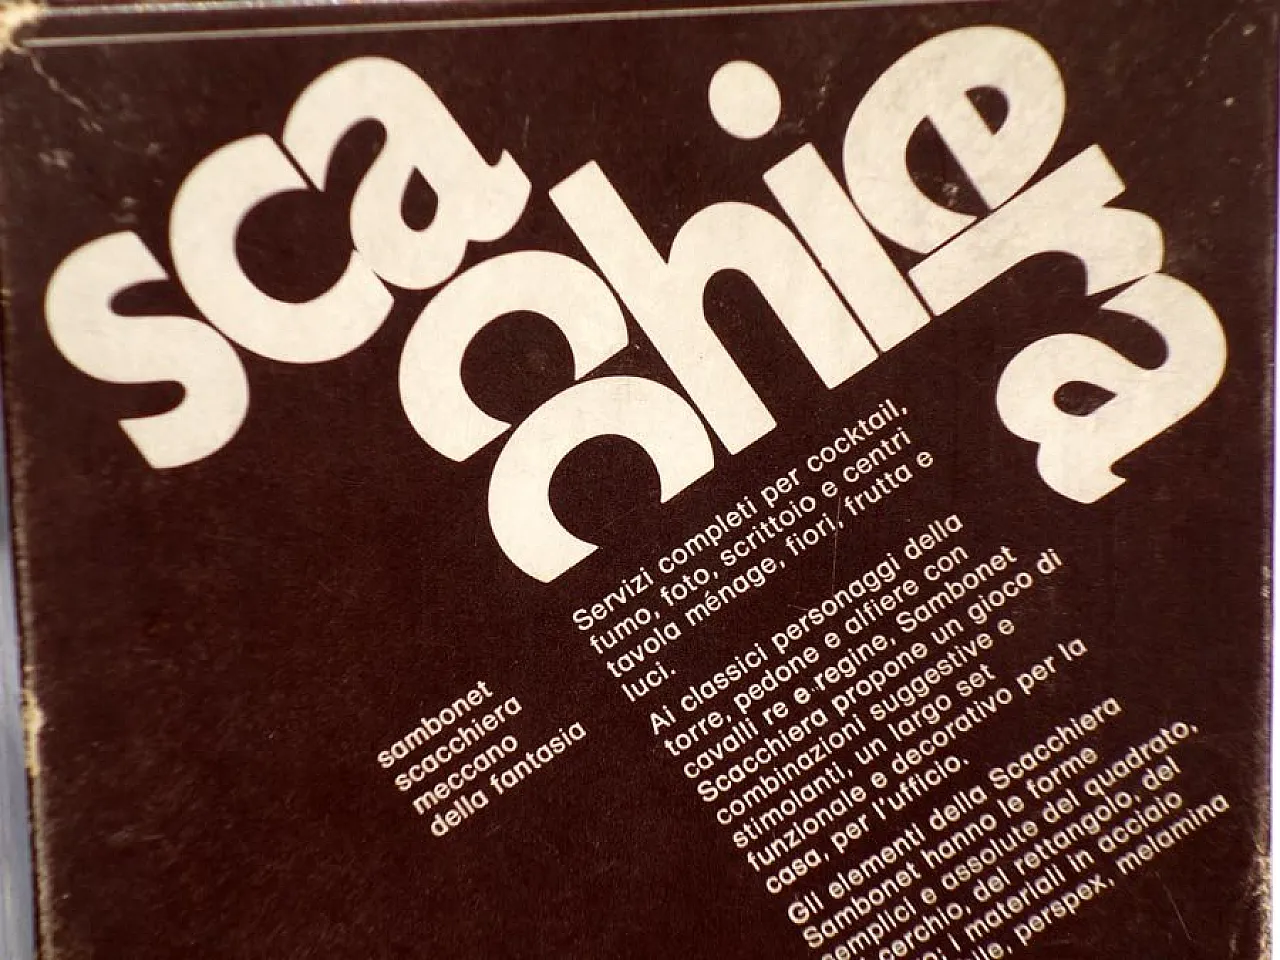 scacchiera
Servizi completi per cocktail,
fumo, foto, scrittoio e centri
tavola ménage, fiori, frutta e
luci.
Ai classici personaggi della
torre, pedone e alfiere con
cavalli re e regine, Sambonet
Scacchiera propone un gioco di
combinazioni suggestive e
stimolanti, un largo set
funzionale e decorativo per la
casa, per l'ufficio.
Gli elementi della Scacchiera
Sambonet hanno le forme
semplici e assolute del quadrato,
cerchio, del rettangolo, del
i materiali in acciaio
perspex, melamina
sambonet
scacchiera
meccano
della fantasia